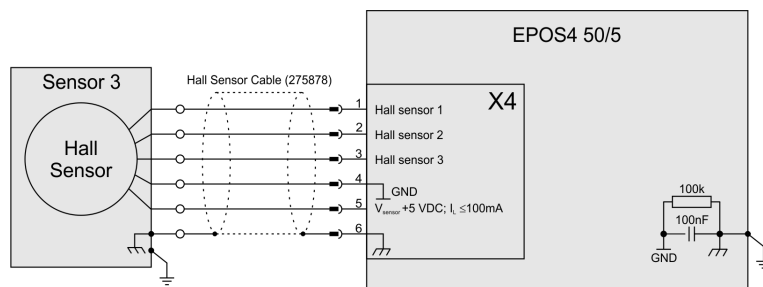 EPOS4 50/5
Sensor 3
Hall Sensor Cable (275878)
X4
Hall
Sensor
1
Hall sensor 1
2
Hall sensor 2
3
Hall sensor 3
4
GND
5
Vsensor +5 VDC; IL ≤100mA
6
100k
100nF
GND